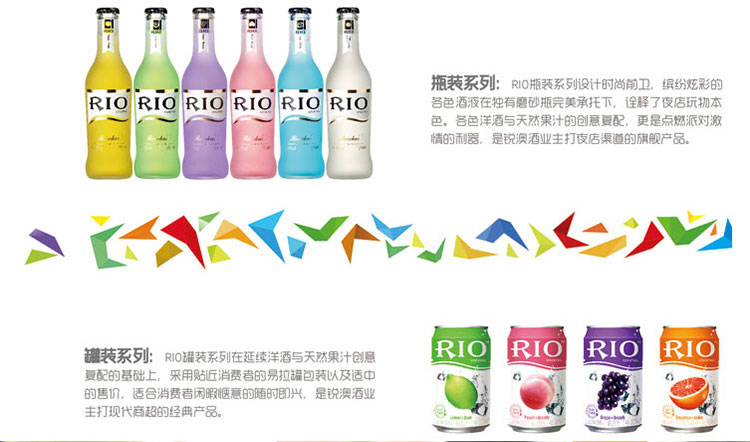 RIO RIO RIO RIO RIO RIO
瓶装系列: RIO瓶装系列设计时尚前卫, 缤纷炫彩的
各色酒液在独有磨砂瓶完美承托下, 诠释了夜店玩物本
色。各色洋酒与天然果汁的创意复配, 更是点燃派对激
情的利器, 是锐澳酒业主打夜店渠道的旗舰产品。
罐装系列: RIO罐装系列在延续洋酒与天然果汁创意
复配的基础上, 采用贴近消费者的易拉罐包装以及适中
的售价, 适合消费者闲暇惬意的随时即兴, 是锐澳酒业
主打现代商超的经典产品。
RIO RIO RIO RIO
COCKTAIL COCKTAIL COCKTAIL COCKTAIL